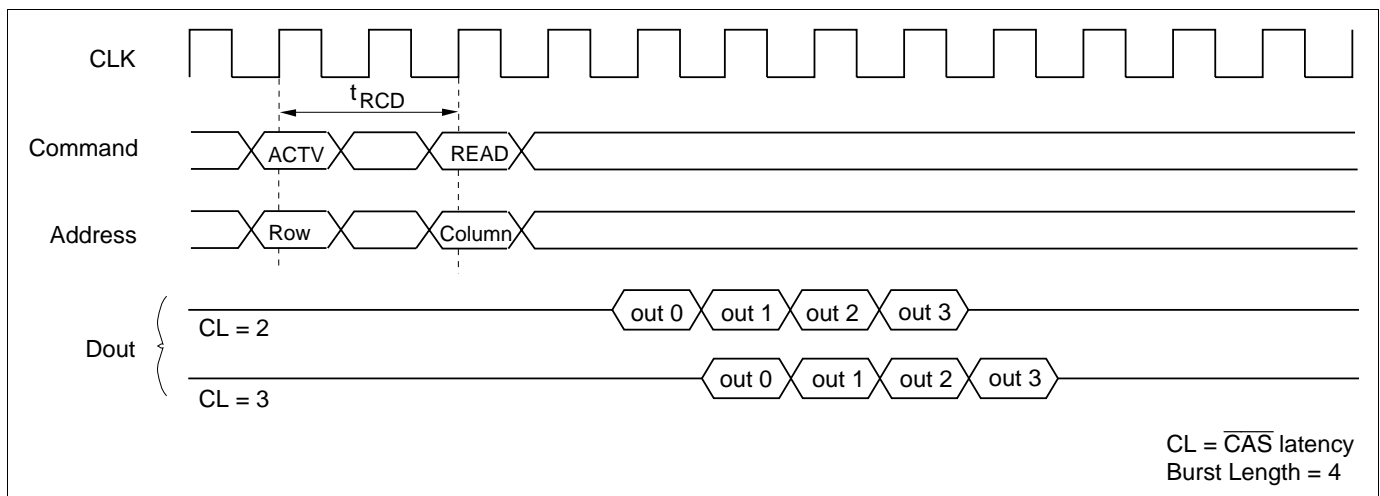 CLK
tRCD
Command
ACTV
READ
Address
Row
Column
Dout
CL = 2
out 0 out 1 out 2 out 3
CL = 3
out 0 out 1 out 2 out 3
CL = C̅A̅S̅ latency
Burst Length = 4